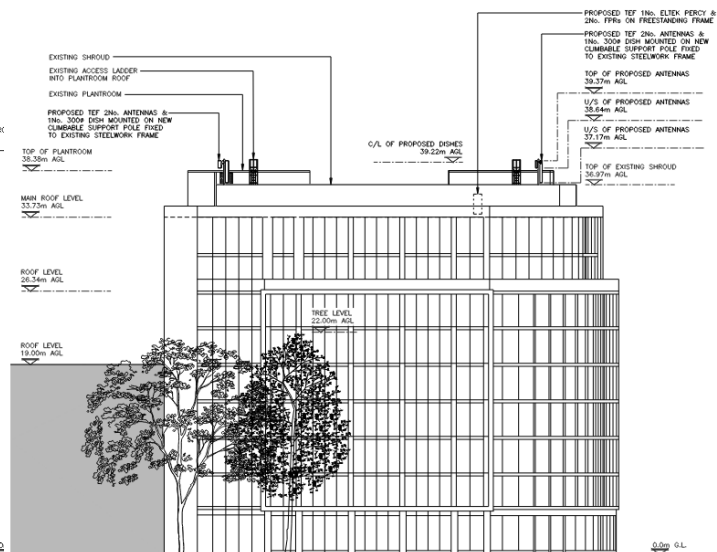 PROPOSED TEF 1No. ELTEK PERCY &
2No. FPRs ON FREESTANDING FRAME
PROPOSED TEF 2No. ANTENNAS &
1No. 300Ø DISH MOUNTED ON NEW
CLIMBABLE SUPPORT POLE FIXED
TO EXISTING STEELWORK FRAME
EXISTING SHROUD
EXISTING ACCESS LADDER
INTO PLANTROOM ROOF
EXISTING PLANTROOM
PROPOSED TEF 2No. ANTENNAS &
1No. 300Ø DISH MOUNTED ON NEW
CLIMBABLE SUPPORT POLE FIXED
TO EXISTING STEELWORK FRAME
TOP OF PROPOSED ANTENNAS
39.37m AGL
U/S OF PROPOSED ANTENNAS
38.64m AGL
U/S OF PROPOSED ANTENNAS
37.17m AGL
C/L OF PROPOSED DISHES
39.22m AGL
TOP OF PLANTROOM
38.38m AGL
TOP OF EXISTING SHROUD
36.97m AGL
MAIN ROOF LEVEL
33.73m AGL
ROOF LEVEL
26.34m AGL
TREE LEVEL
22.00m AGL
ROOF LEVEL
19.00m AGL
0.0m G.L